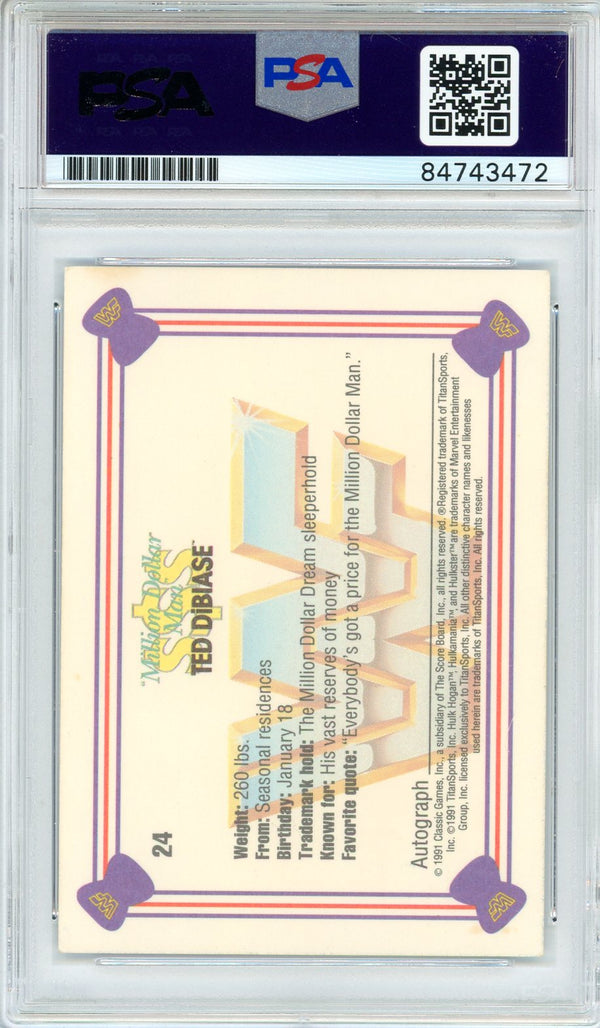 PSA
PSA
84743472
24
"Million Dollar
Man"
TED DiBIASE™
Weight: 260 lbs.
From: Seasonal residences
Birthday: January 18
Trademark hold: The Million Dollar Dream sleeperhold
Known for: His vast reserves of money
Favorite quote: "Everybody's got a price for the Million Dollar Man."
Autograph
© 1991 Classic Games, Inc., a subsidiary of The Score Board, Inc., all rights reserved. ®Registered trademark of TitanSports,
Inc. ©1991 TitanSports, Inc. Hulk Hogan™, Hulkamania™ and Hulkster™ are trademarks of Marvel Entertainment
Group, Inc. licensed exclusively to TitanSports, Inc. All other distinctive character names and likenesses
used herein are trademarks of TitanSports, Inc. All rights reserved.